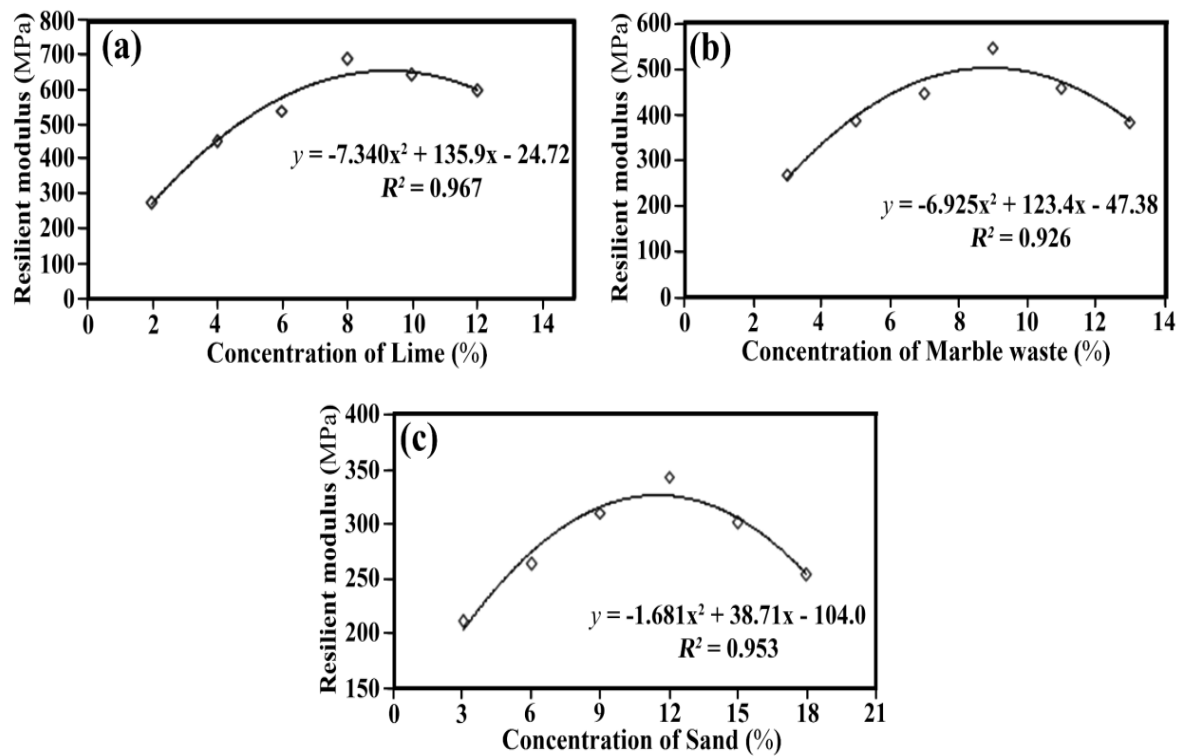 (a)
Resilient modulus (MPa)
800
700
600
500
400
300
200
100
0
y = -7.340x² + 135.9x - 24.72
R² = 0.967
0 2 4 6 8 10 12 14
Concentration of Lime (%)
(b)
Resilient modulus (MPa)
600
500
400
300
200
100
0
y = -6.925x² + 123.4x - 47.38
R² = 0.926
0 2 4 6 8 10 12 14
Concentration of Marble waste (%)
(c)
Resilient modulus (MPa)
400
350
300
250
200
150
y = -1.681x² + 38.71x - 104.0
R² = 0.953
0 3 6 9 12 15 18 21
Concentration of Sand (%)